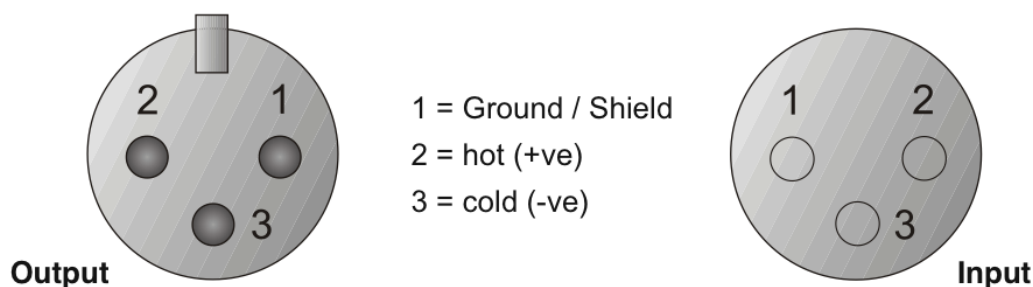 2 1
3
Output
1 = Ground / Shield
2 = hot (+ve)
3 = cold (-ve)
1 2
3
Input